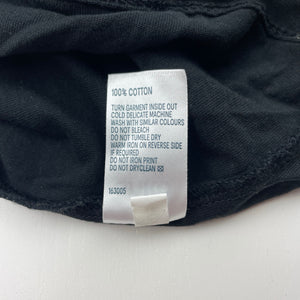 100% COTTON
TURN GARMENT INSIDE OUT
COLD DELICATE MACHINE
WASH WITH SIMILAR COLOURS
DO NOT BLEACH
DO NOT TUMBLE DRY
WARM IRON ON REVERSE SIDE
IF REQUIRED
DO NOT IRON PRINT
DO NOT DRYCLEAN
163005